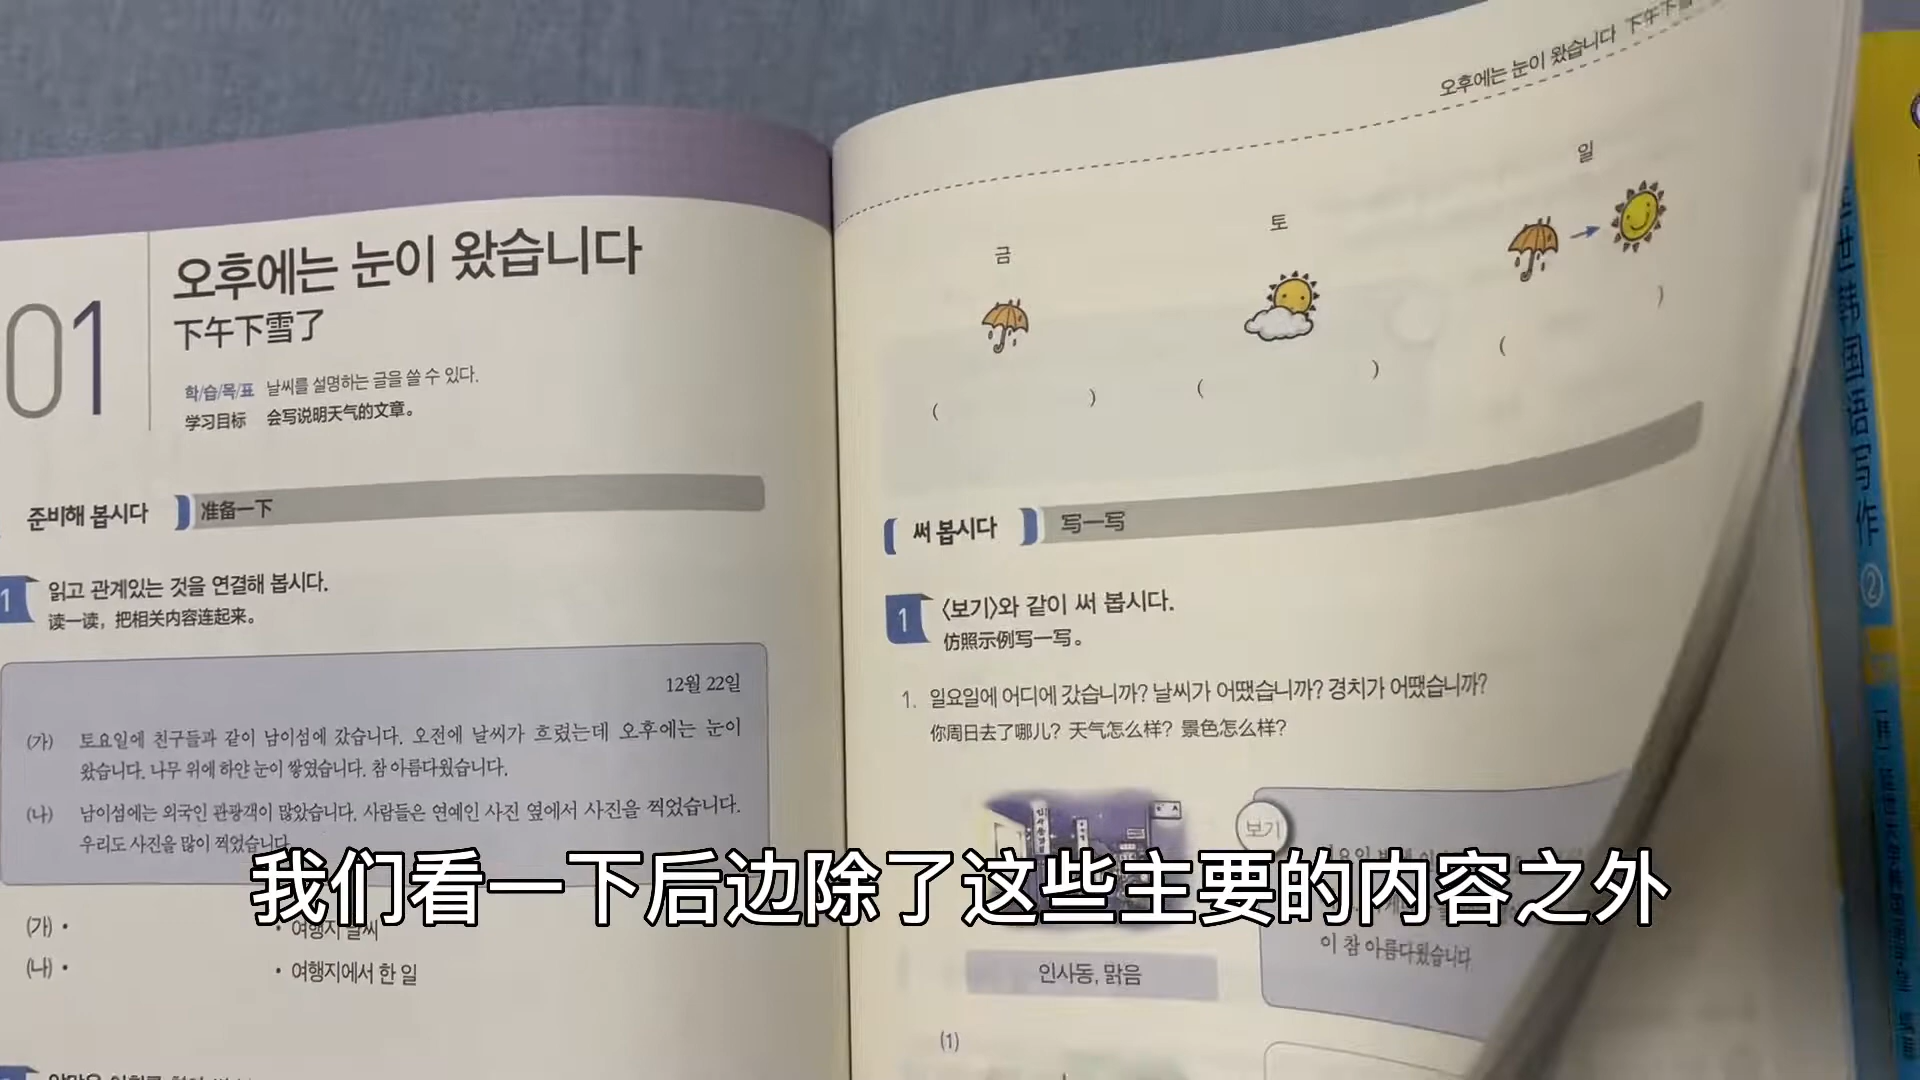 01
오후에는 눈이 왔습니다
下午下雪了
학/습/목/표 날씨를 설명하는 글을 쓸 수 있다.
学习目标 会写说明天气的文章。
준비해 봅시다 准备一下
1 읽고 관계있는 것을 연결해 봅시다.
读一读，把相关内容连起来。
12월 22일
(가) 토요일에 친구들과 같이 남이섬에 갔습니다. 오전에 날씨가 흐렸는데 오후에는 눈이
왔습니다. 나무 위에 하얀 눈이 쌓였습니다. 참 아름다웠습니다.
(나) 남이섬에는 외국인 관광객이 많았습니다. 사람들은 연예인 사진 옆에서 사진을 찍었습니다.
우리도 사진을 많이 찍었습니다.
(가) • • 여행지 날씨
(나) • • 여행지에서 한 일
오후에는 눈이 왔습니다 下午下雪
금 토 일
( ) ( ) ( )
써 봅시다 写一写
1 〈보기〉와 같이 써 봅시다.
仿照示例写一写。
1. 일요일에 어디에 갔습니까? 날씨가 어땠습니까? 경치가 어땠습니까?
你周日去了哪儿？天气怎么样？景色怎么样？
보기
이 참 아름다웠습니다
인사동, 맑음
(1)
世韩国语写作 ②
我们看一下后边除了这些主要的内容之外